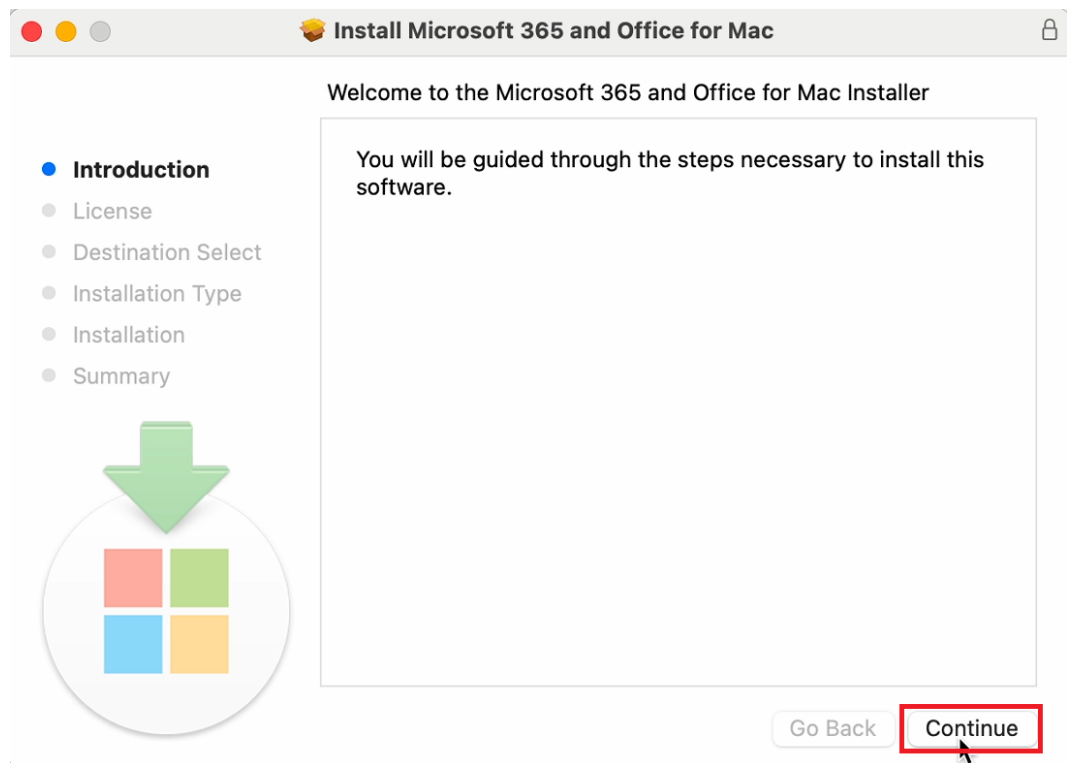 Install Microsoft 365 and Office for Mac
Welcome to the Microsoft 365 and Office for Mac Installer
Introduction
License
Destination Select
Installation Type
Installation
Summary
You will be guided through the steps necessary to install this
software.
Go Back
Continue